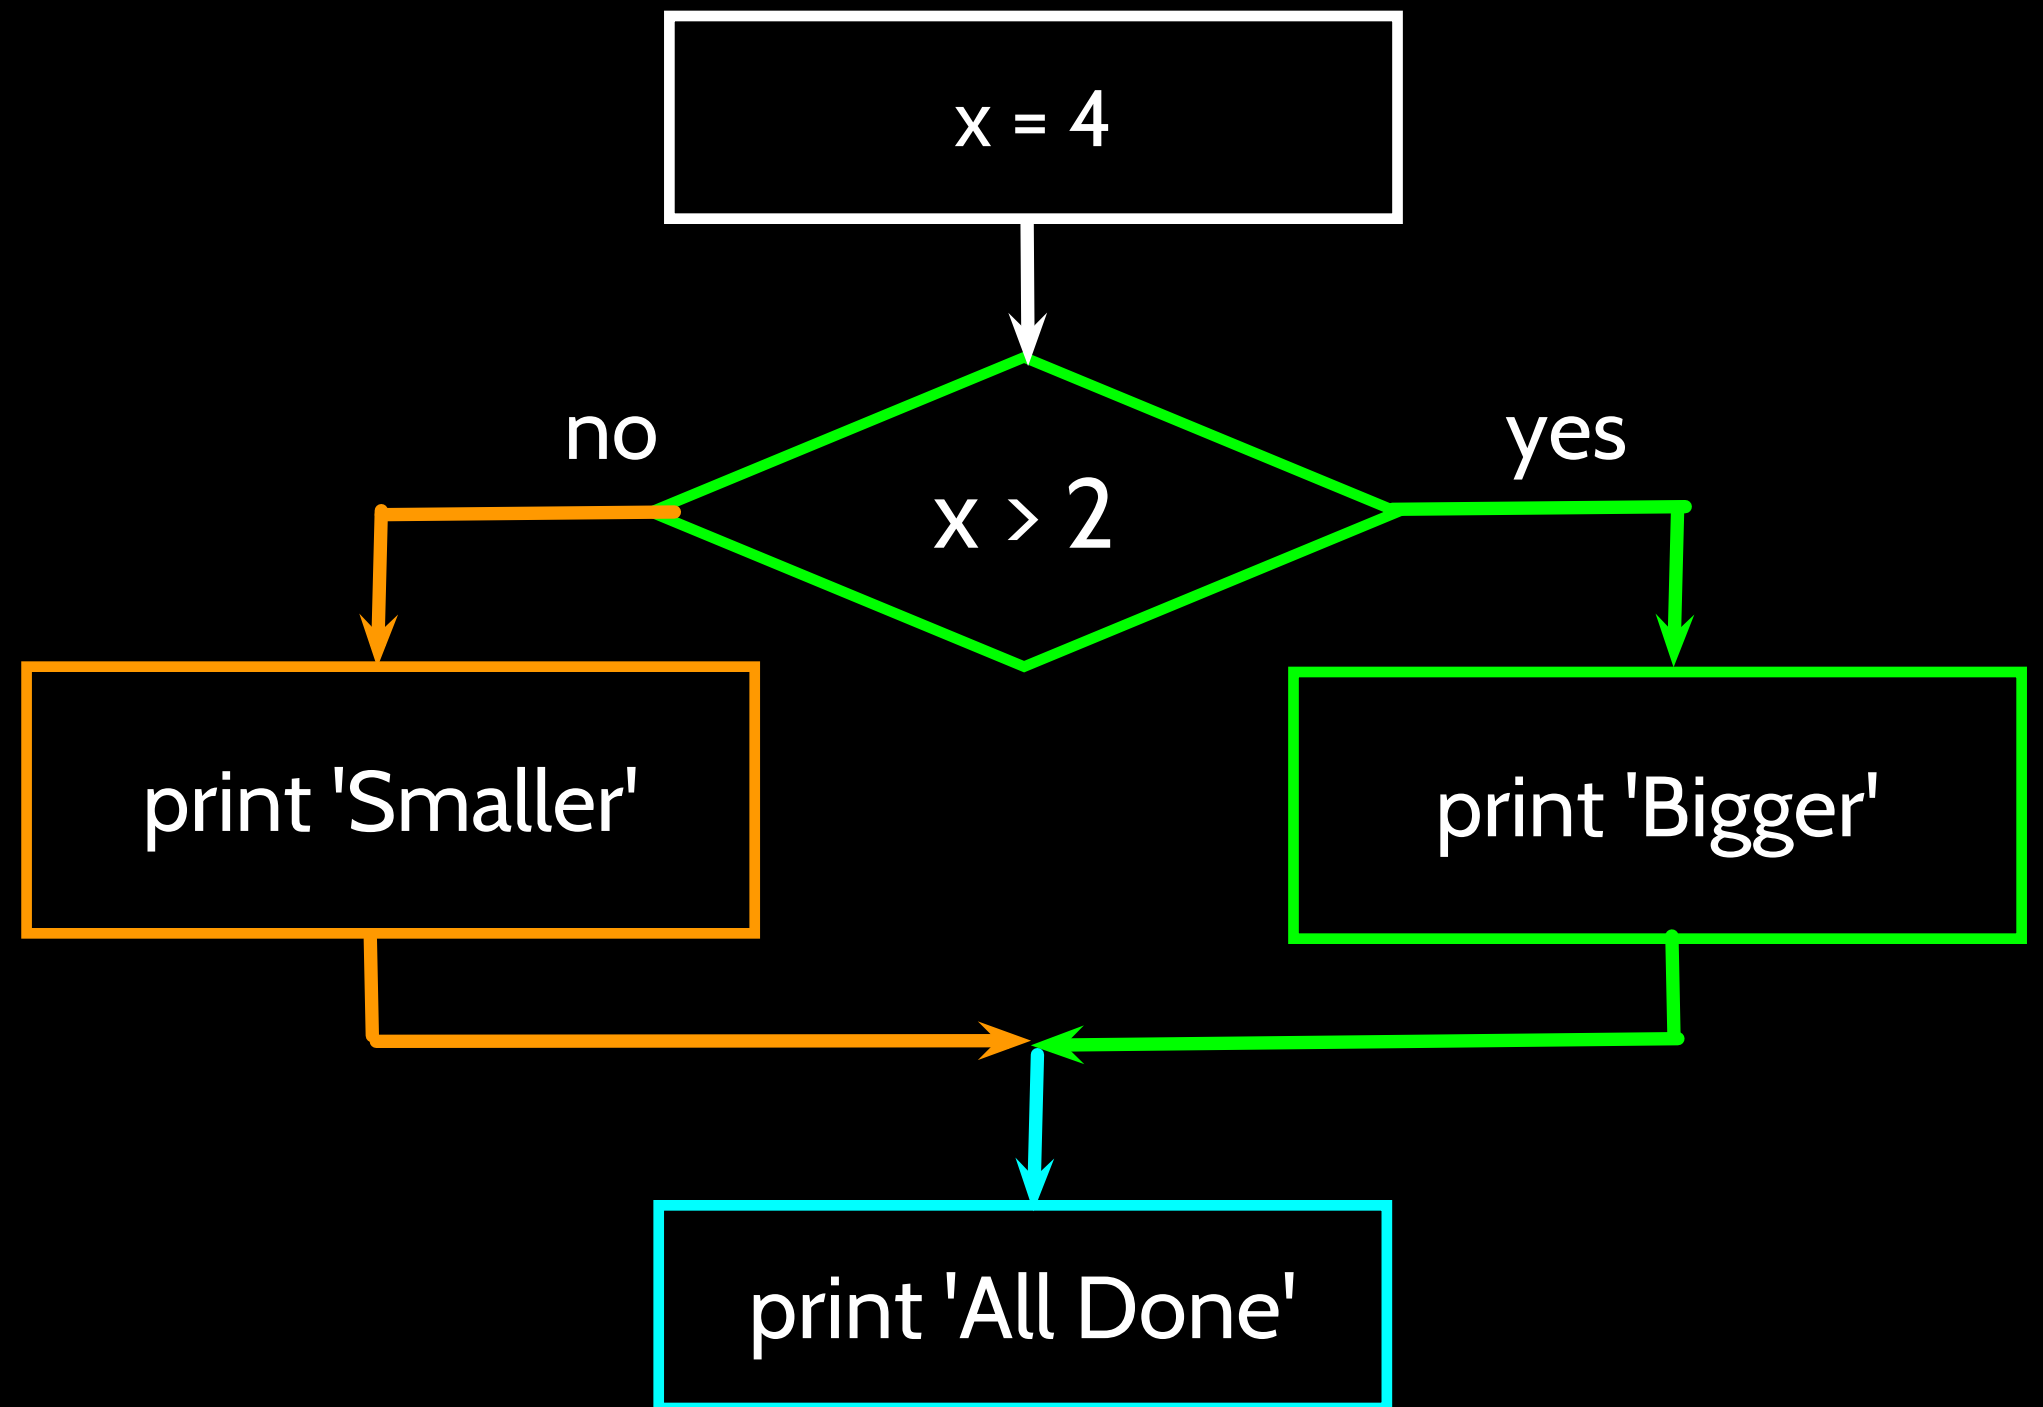 x = 4
no
yes
x > 2
print 'Smaller'
print 'Bigger'
print 'All Done'